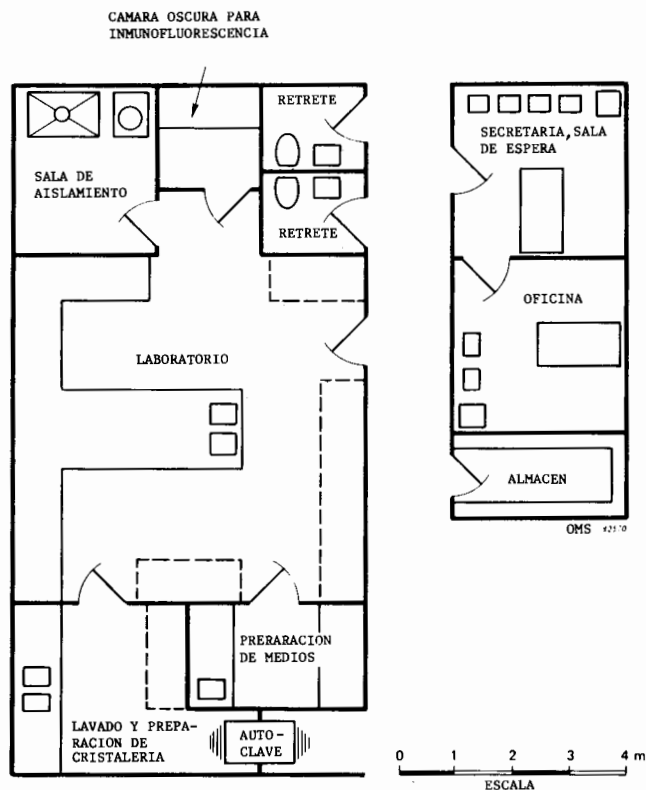 CAMARA OSCURA PARA
INMUNOFLUORESCENCIA
RETRETE
SALA DE
AISLAMIENTO
RETRETE
SECRETARIA, SALA
DE ESPERA
OFICINA
LABORATORIO
ALMACEN
OMS
PRERARACION
DE MEDIOS
LAVADO Y PREPA-
RACION DE
CRISTALERIA
AUTO-
CLAVE
0 1 2 3 4 m
ESCALA